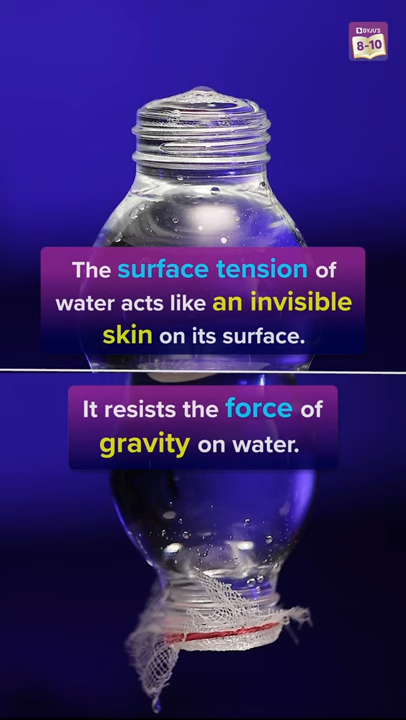 BYJU'S
8-10
The surface tension of
water acts like an invisible
skin on its surface.
It resists the force of
gravity on water.